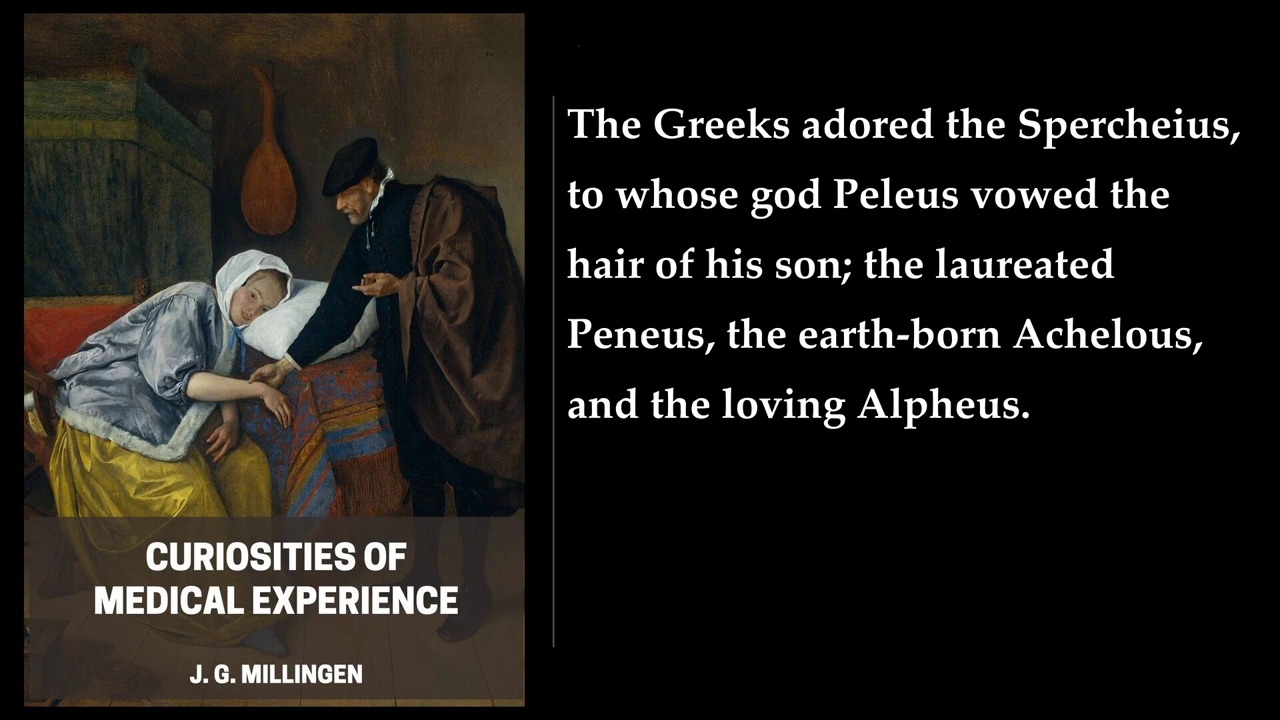 CURIOSITIES OF
MEDICAL EXPERIENCE
J. G. MILLINGEN
The Greeks adored the Spercheius,
to whose god Peleus vowed the
hair of his son; the laureated
Peneus, the earth-born Achelous,
and the loving Alpheus.